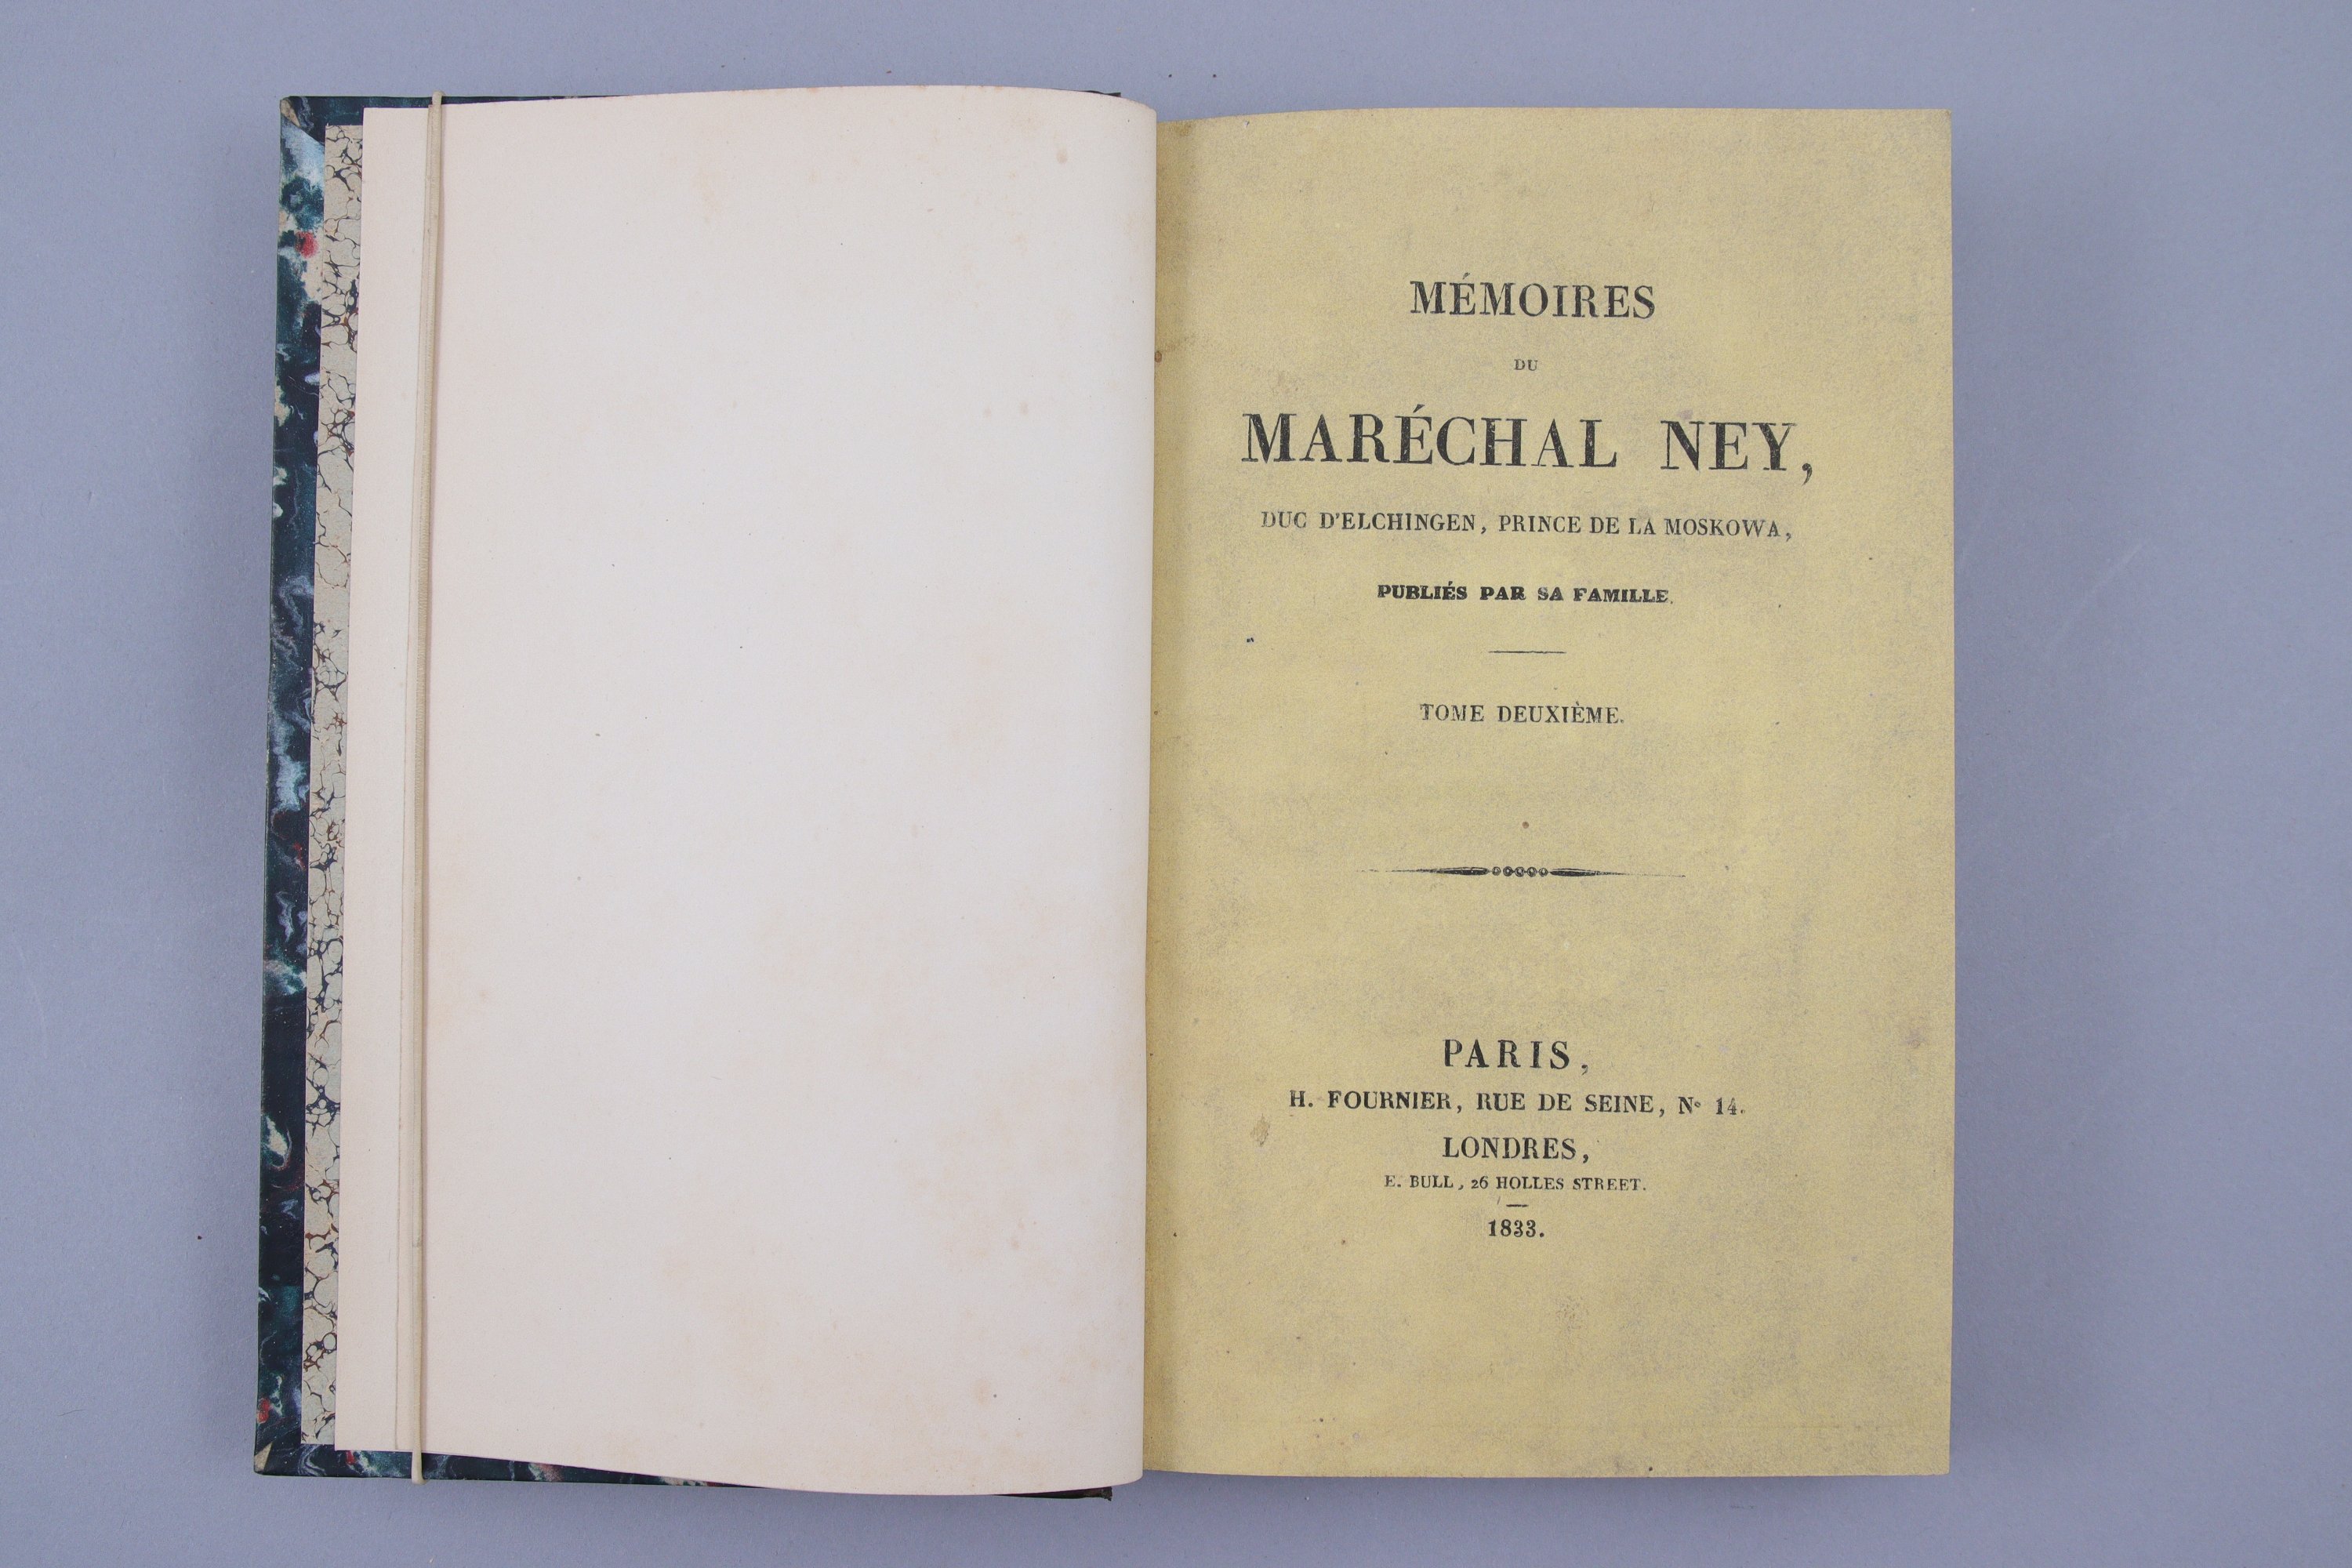 MÉMOIRES
DU
MARÉCHAL NEY,
DUC D'ELCHINGEN, PRINCE DE LA MOSKOWA,
PUBLIÉS PAR SA FAMILLE.
TOME DEUXIÈME.
PARIS,
H. FOURNIER, RUE DE SEINE, No 14.
LONDRES,
E. BULL, 26 HOLLES STREET.
1833.